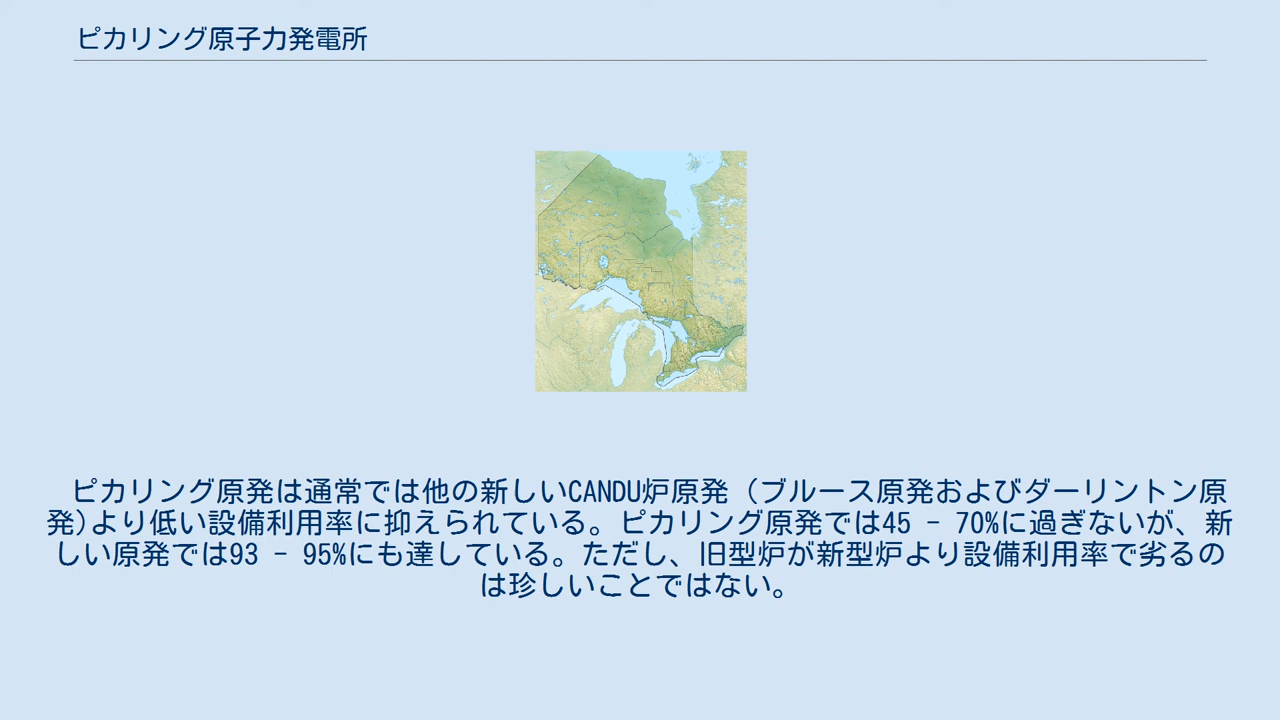 ピカリング原子力発電所
ピカリング原発は通常では他の新しいCANDU炉原発（ブルース原発およびダーリントン原
発)より低い設備利用率に抑えられている。ピカリング原発では45 – 70%に過ぎないが、新
しい原発では93 – 95%にも達している。ただし、旧型炉が新型炉より設備利用率で劣るの
は珍しいことではない。